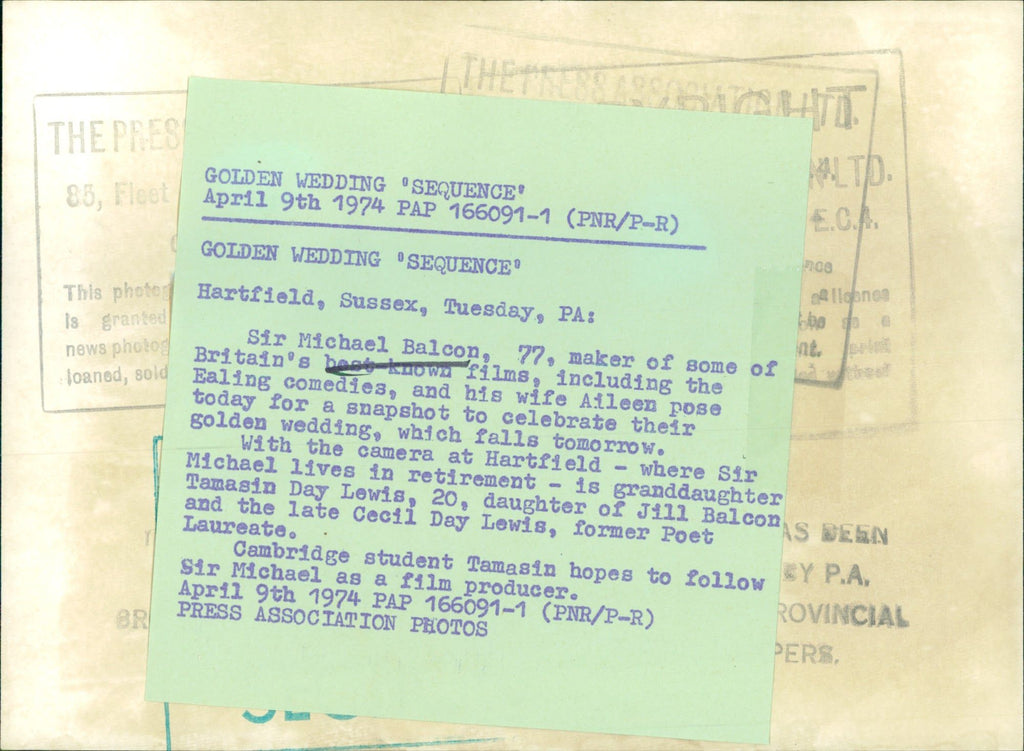 THE PRESS ASSOCIATION LTD.
THE PRES
85, Fleet
N LTD.
E.C.4.
This photog
is granted
news photog
loaned, sold
GOLDEN WEDDING 'SEQUENCE'
April 9th 1974 PAP 166091-1 (PNR/P-R)
GOLDEN WEDDING 'SEQUENCE'
Hartfield, Sussex, Tuesday, PA:
Sir Michael Balcon, 77, maker of some of
Britain's best known films, including the
Ealing comedies, and his wife Aileen pose
today for a snapshot to celebrate their
golden wedding, which falls tomorrow.
With the camera at Hartfield - where Sir
Michael lives in retirement - is granddaughter
Tamasin Day Lewis, 20, daughter of Jill Balcon
and the late Cecil Day Lewis, former Poet
Laureate.
Cambridge student Tamasin hopes to follow
Sir Michael as a film producer.
April 9th 1974 PAP 166091-1 (PNR/P-R)
PRESS ASSOCIATION PHOTOS
AS BEEN
EY P.A.
BR
ROVINCIAL
PERS.